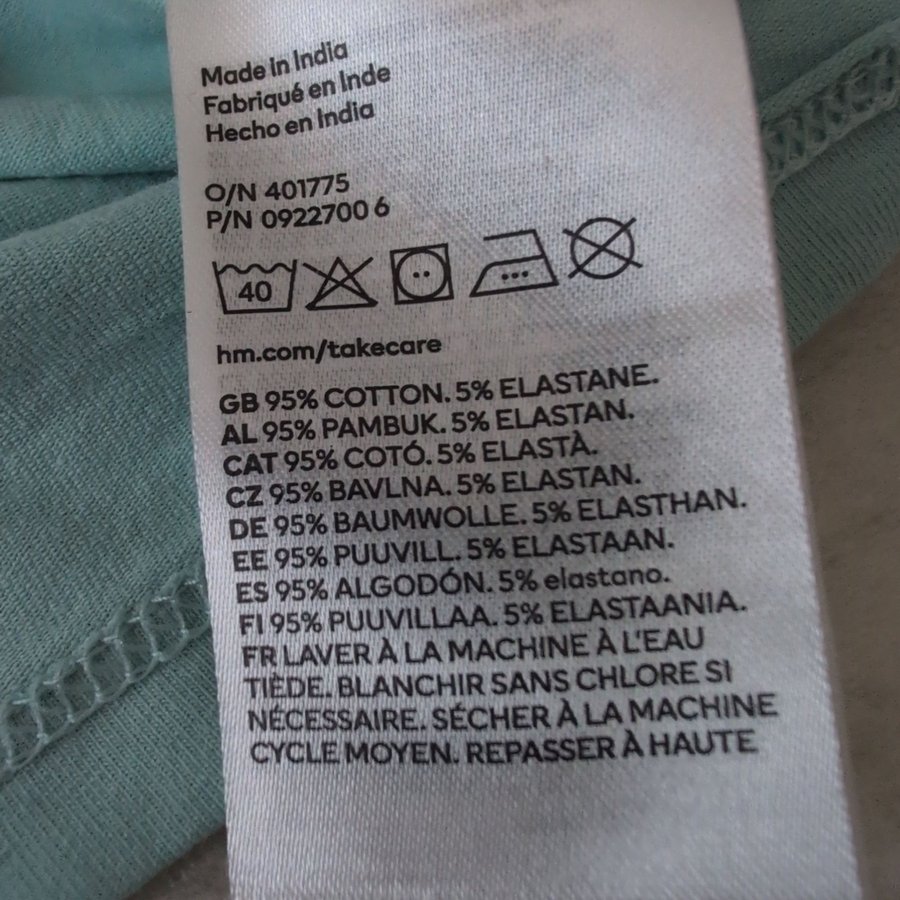 Made in India
Fabriqué en Inde
Hecho en India
O/N 401775
P/N 0922700 6
40
hm.com/takecare
GB 95% COTTON. 5% ELASTANE.
AL 95% PAMBUK. 5% ELASTAN.
CAT 95% COTÓ. 5% ELASTÀ.
CZ 95% BAVLNA. 5% ELASTAN.
DE 95% BAUMWOLLE. 5% ELASTHAN.
EE 95% PUUVILL. 5% ELASTAAN.
ES 95% ALGODÓN. 5% elastano.
FI 95% PUUVILLAA. 5% ELASTAANIA.
FR LAVER À LA MACHINE À L'EAU
TIÈDE. BLANCHIR SANS CHLORE SI
NÉCESSAIRE. SÉCHER À LA MACHINE
CYCLE MOYEN. REPASSER À HAUTE